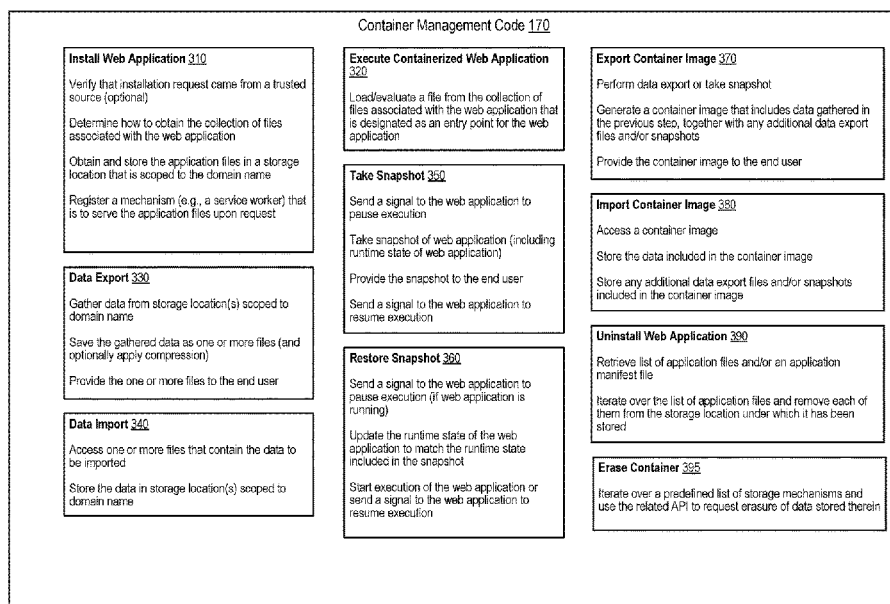 Container Management Code 170
Install Web Application 310
Verify that installation request came from a trusted
source (optional)
Determine how to obtain the collection of files
associated with the web application
Obtain and store the application files in a storage
location that is scoped to the domain name
Register a mechanism (e.g., a service worker) that
is to serve the application files upon request
Data Export 330
Gather data from storage location(s) scoped to
domain name
Save the gathered data as one or more files (and
optionally apply compression)
Provide the one or more files to the end user
Data Import 340
Access one or more files that contain the data to
be imported
Store the data in storage location(s) scoped to
domain name
Execute Containerized Web Application
320
Load/evaluate a file from the collection of
files associated with the web application that
is designated as an entry point for the web
application
Take Snapshot 350
Send a signal to the web application to
pause execution
Take snapshot of web application (including
runtime state of web application)
Provide the snapshot to the end user
Send a signal to the web application to
resume execution
Restore Snapshot 360
Send a signal to the web application to
pause execution (if web application is
running)
Update the runtime state of the web
application to match the runtime state
included in the snapshot
Start execution of the web application or
send a signal to the web application to
resume execution
Export Container Image 370
Perform data export or take snapshot
Generate a container image that includes data gathered
in the previous step, together with any additional data export
files and/or snapshots
Provide the container image to the end user
Import Container Image 380
Access a container image
Store the data included in the container image
Store any additional data export files and/or snapshots
included in the container image
Uninstall Web Application 390
Retrieve list of application files and/or an application
manifest file
Iterate over the list of application files and remove each of
them from the storage location under which it has been
stored
Erase Container 395
Iterate over a predefined list of storage mechanisms and
use the related API to request erasure of data stored therein